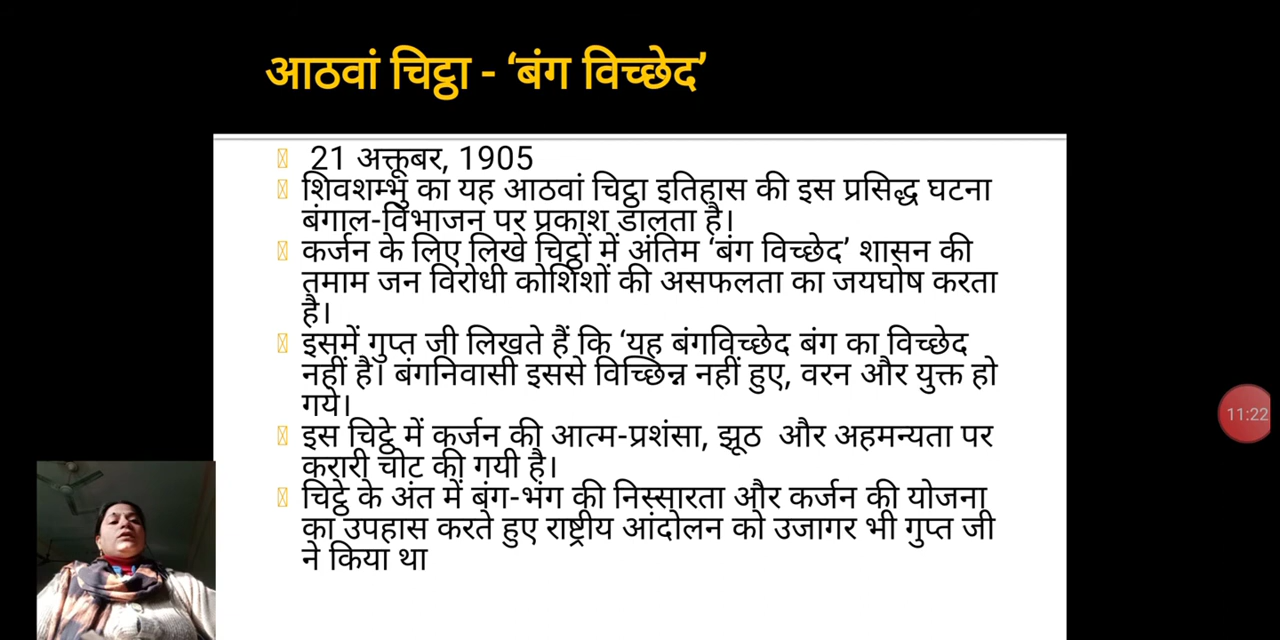 आठवां चिट्ठा - ‘बंग विच्छेद’
21 अक्तूबर, 1905
शिवशम्भु का यह आठवां चिट्ठा इतिहास की इस प्रसिद्ध घटना
बंगाल-विभाजन पर प्रकाश डालता है।
कर्जन के लिए लिखे चिट्ठों में अंतिम ‘बंग विच्छेद’ शासन की
तमाम जन विरोधी कोशिशों की असफलता का जयघोष करता
है।
इसमें गुप्त जी लिखते हैं कि ‘यह बंगविच्छेद बंग का विच्छेद
नहीं है। बंगनिवासी इससे विच्छिन्न नहीं हुए, वरन और युक्त हो
गये।
इस चिट्ठे में कर्जन की आत्म-प्रशंसा, झूठ और अहमन्यता पर
करारी चोट की गयी है।
चिट्ठे के अंत में बंग-भंग की निस्सारता और कर्जन की योजना
का उपहास करते हुए राष्ट्रीय आंदोलन को उजागर भी गुप्त जी
ने किया था
11:22